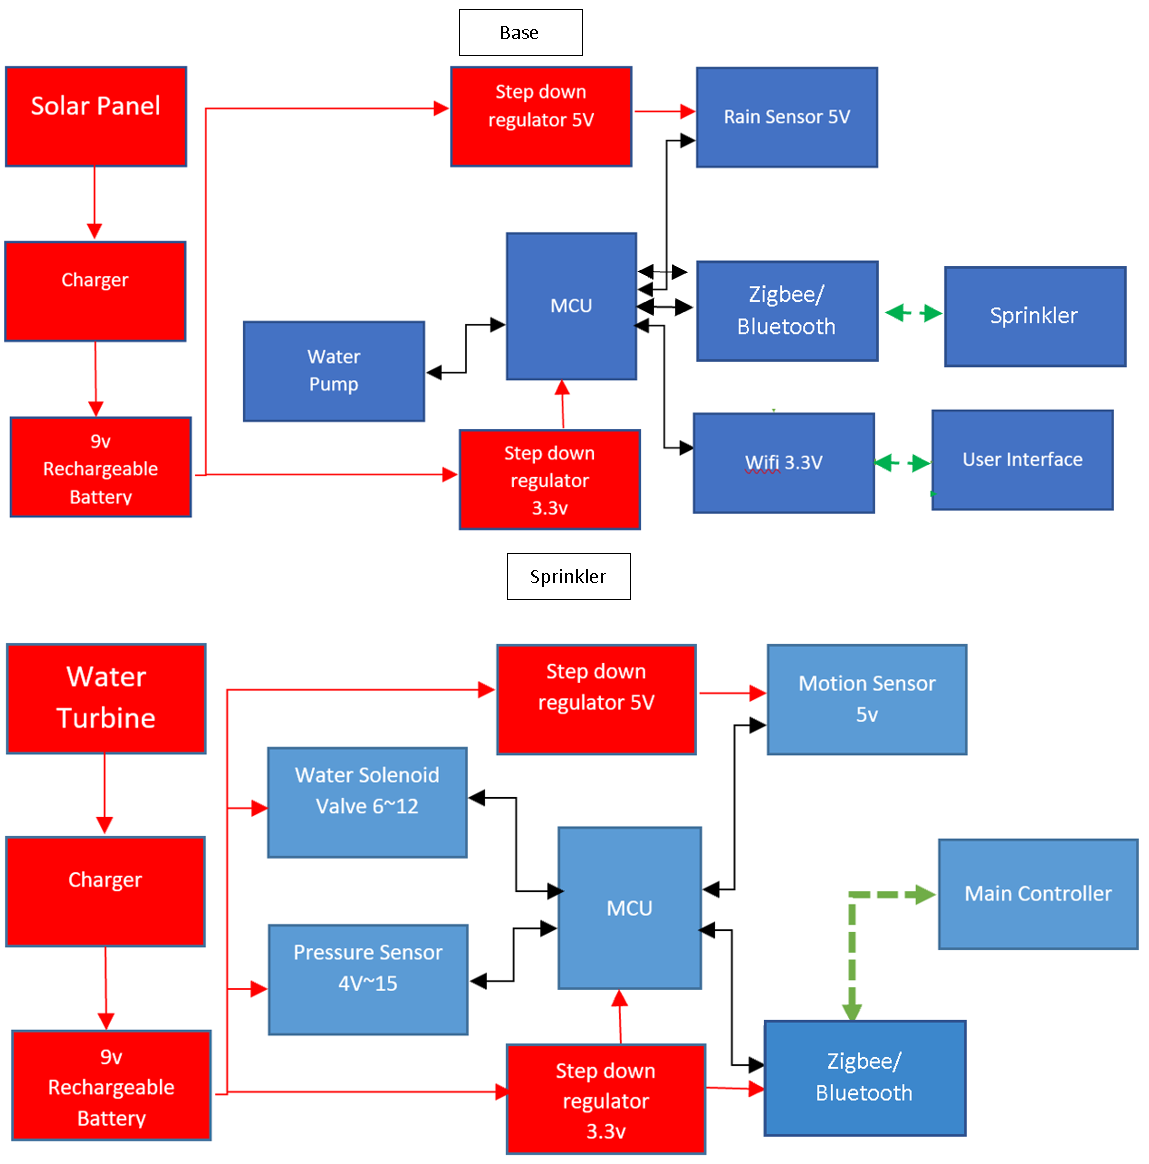 Base
Solar Panel
Step down
regulator 5V
Rain Sensor 5V
Charger
MCU
Zigbee/
Bluetooth
Sprinkler
Water
Pump
9v
Rechargeable
Battery
Step down
regulator
3.3v
Wifi 3.3V
User Interface
Sprinkler
Water
Turbine
Step down
regulator 5V
Motion Sensor
5v
Water Solenoid
Valve 6~12
Charger
MCU
Main Controller
Pressure Sensor
4V~15
9v
Rechargeable
Battery
Step down
regulator
3.3v
Zigbee/
Bluetooth